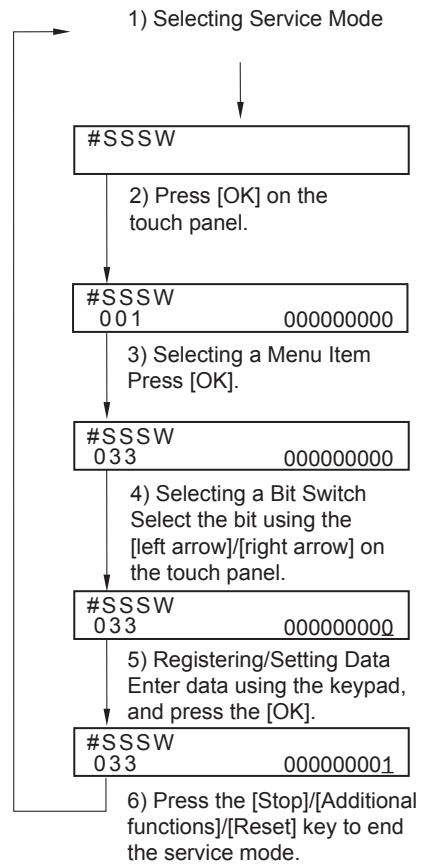 1) Selecting Service Mode
#SSSW
2) Press [OK] on the
touch panel.
#SSSW
001 000000000
3) Selecting a Menu Item
Press [OK].
#SSSW
033 000000000
4) Selecting a Bit Switch
Select the bit using the
[left arrow]/[right arrow] on
the touch panel.
#SSSW
033 000000000
5) Registering/Setting Data
Enter data using the keypad,
and press the [OK].
#SSSW
033 000000001
6) Press the [Stop]/[Additional
functions]/[Reset] key to end
the service mode.